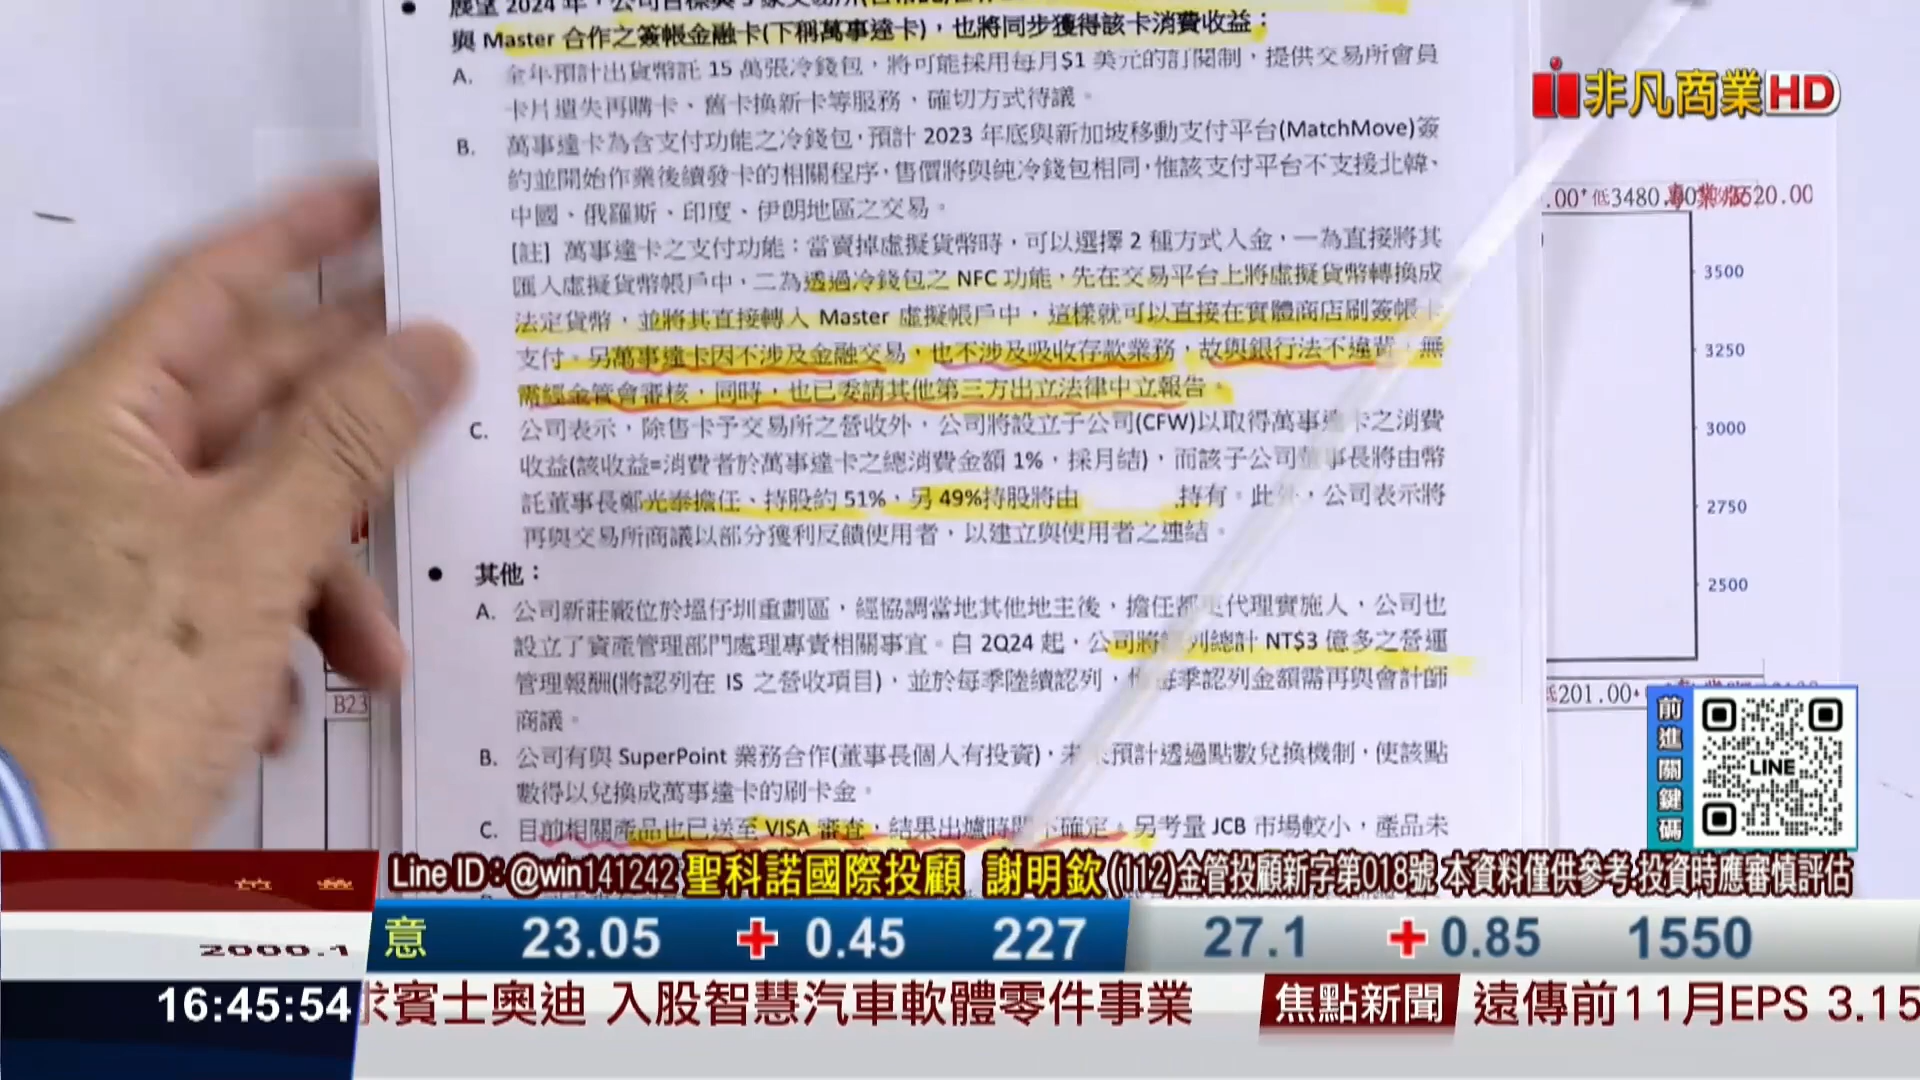 展望 2024 年，公司目標與 5 家交易所
與 Master 合作之簽帳金融卡(下稱萬事達卡)，也將同步獲得該卡消費收益：
A. 全年預計出貨幣託 15 萬張冷錢包，將可能採用每月$1 美元的訂閱制，提供交易所會員
卡片遺失再購卡、舊卡換新卡等服務，確切方式待議。
B. 萬事達卡為含支付功能之冷錢包，預計 2023 年底與新加坡移動支付平台(MatchMove)簽
約並開始作業後續發卡的相關程序，售價將與純冷錢包相同，惟該支付平台不支援北韓、
中國、俄羅斯、印度、伊朗地區之交易。
[註] 萬事達卡之支付功能：當賣掉虛擬貨幣時，可以選擇 2 種方式入金，一為直接將其
匯入虛擬貨幣帳戶中，二為透過冷錢包之 NFC 功能，先在交易平台上將虛擬貨幣轉換成
法定貨幣，並將其直接轉入 Master 虛擬帳戶中，這樣就可以直接在實體商店刷簽帳卡
支付。另萬事達卡因不涉及金融交易，也不涉及吸收存款業務，故與銀行法不違背，無
需經金管會審核，同時，也已委請其他第三方出立法律中立報告。
C. 公司表示，除售卡予交易所之營收外，公司將設立子公司(CFW)以取得萬事達卡之消費
收益(該收益=消費者於萬事達卡之總消費金額 1%，採月結)，而該子公司董事長將由幣
託董事長鄭光泰擔任、持股約 51%，另 49%持股將由 持有。此外，公司表示將
再與交易所商議以部分獲利反饋使用者，以建立與使用者之連結。
● 其他：
A. 公司新莊廠位於塭仔圳重劃區，經協調當地其他地主後，擔任都更代理實施人，公司也
設立了資產管理部門處理專責相關事宜。自 2Q24 起，公司將認列總計 NT$3 億多之營運
管理報酬(將認列在 IS 之營收項目)，並於每季陸續認列，惟每季認列金額需再與會計師
商議。
B. 公司有與 SuperPoint 業務合作(董事長個人有投資)，未來預計透過點數兌換機制，使該點
數得以兌換成萬事達卡的刷卡金。
C. 目前相關產品也已送至 VISA 審查，結果出爐時間不確定。另考量 JCB 市場較小，產品未
非凡商業HD
.00 低3480.00 3520.00
3500
3250
3000
2750
2500
201.00
B23
前進關鍵碼
LINE
Line ID：@win141242 聖科諾國際投顧 謝明欽 (112)金管投顧新字第018號 本資料僅供參考.投資時應審慎評估
2000.1
意 23.05 + 0.45 227 27.1 + 0.85 1550
16:45:54 求賓士奧迪 入股智慧汽車軟體零件事業 焦點新聞 遠傳前11月EPS 3.15